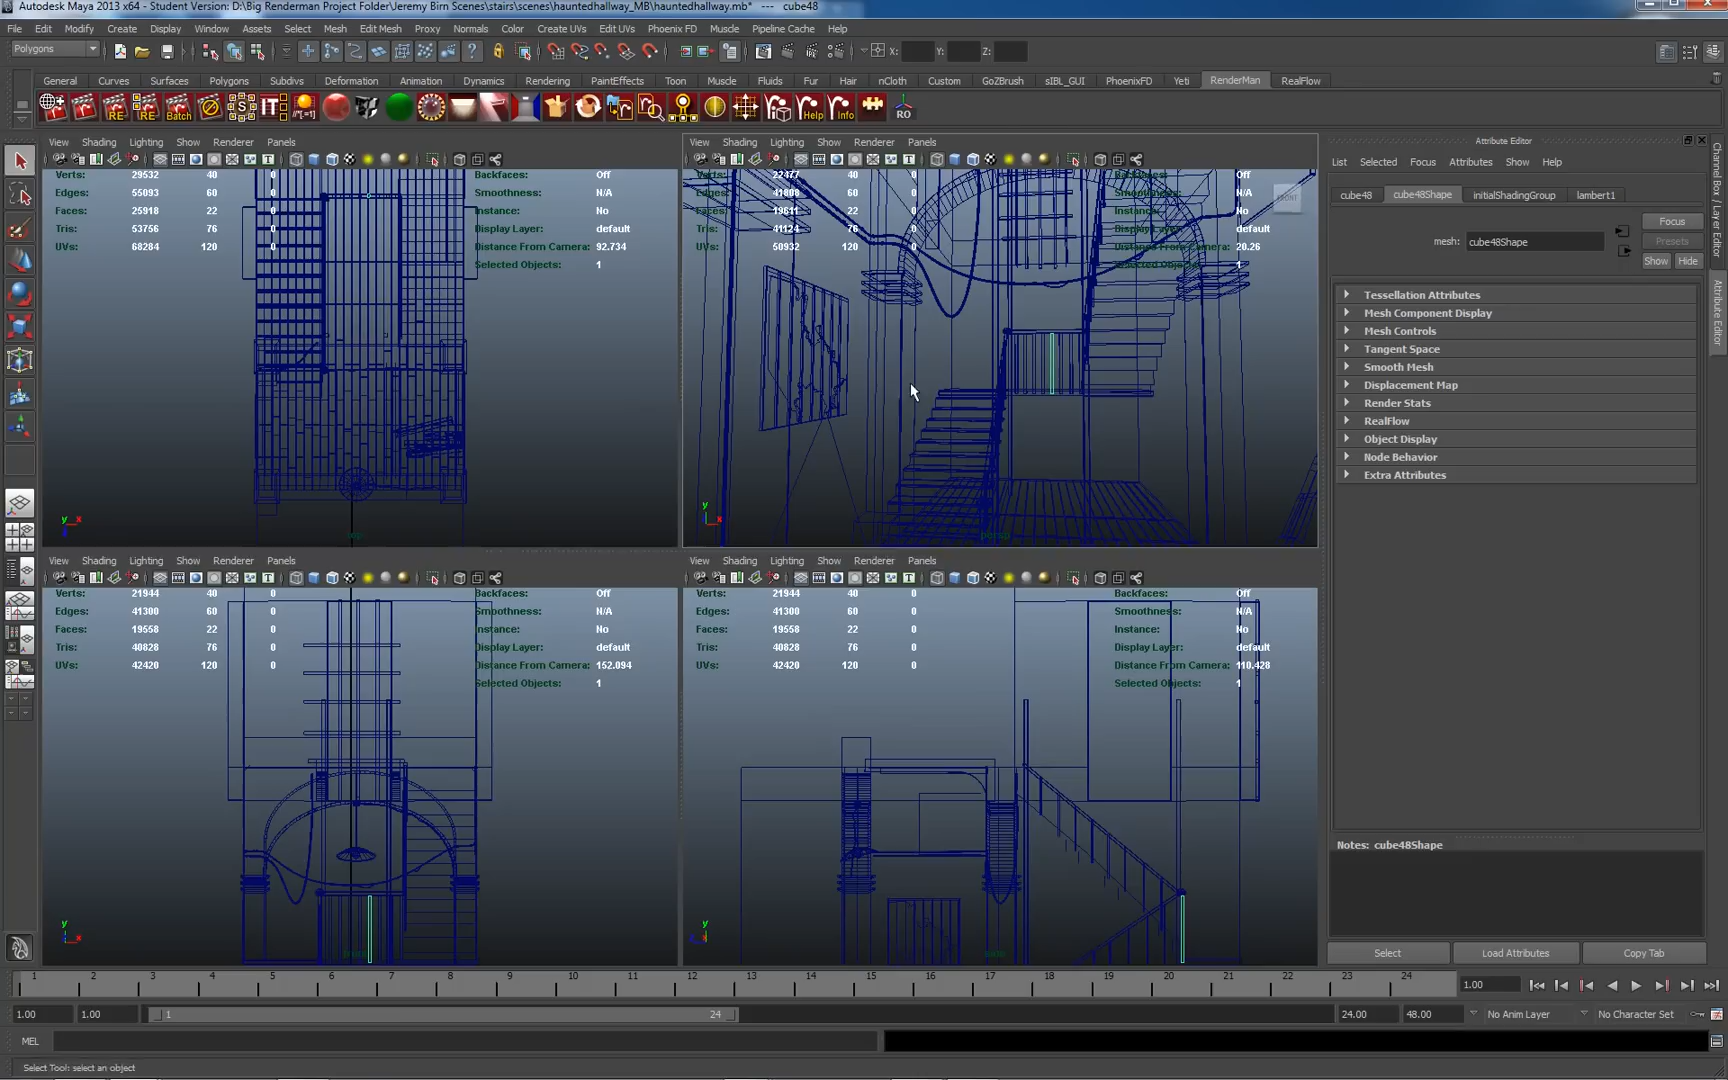 Autodesk Maya 2013 x64 - Student Version: D:\Big Renderman Project Folder\Jeremy Birn Scenes\stairs\scenes\hauntedhallway_MB\hauntedhallway.mb* --- cube48
File Edit Modify Create Display Window Assets Select Mesh Edit Mesh Proxy Normals Color Create UVs Edit UVs Phoenix FD Muscle Pipeline Cache Help
Polygons X: Y: Z:
General Curves Surfaces Polygons Subdivs Deformation Animation Dynamics Rendering PaintEffects Toon Muscle Fluids Fur Hair nCloth Custom GoZBrush sIBL_GUI PhoenixFD Yeti RenderMan RealFlow
RE RE Batch S IT Help Info RO
View Shading Lighting Show Renderer Panels
Verts: 29532 40 0 Backfaces: Off
Edges: 55093 60 0 Smoothness: N/A
Faces: 25918 22 0 Instance: No
Tris: 53756 76 0 Display Layer: default
UVs: 68284 120 0 Distance From Camera: 92.734
Selected Objects: 1
y x
View Shading Lighting Show Renderer Panels
Verts: 22477 40 0 Backfaces: Off
Edges: 41808 60 0 Smoothness: N/A
Faces: 19611 22 0 Instance: No
Tris: 41124 76 0 Display Layer: default
UVs: 50932 120 0 Distance From Camera: 20.26
Selected Objects: 1
FRONT
y x
View Shading Lighting Show Renderer Panels
Verts: 21944 40 0 Backfaces: Off
Edges: 41300 60 0 Smoothness: N/A
Faces: 19558 22 0 Instance: No
Tris: 40828 76 0 Display Layer: default
UVs: 42420 120 0 Distance From Camera: 152.094
Selected Objects: 1
y x
View Shading Lighting Show Renderer Panels
Verts: 21944 40 0 Backfaces: Off
Edges: 41300 60 0 Smoothness: N/A
Faces: 19558 22 0 Instance: No
Tris: 40828 76 0 Display Layer: default
UVs: 42420 120 0 Distance From Camera: 110.428
Selected Objects: 1
y
Attribute Editor
List Selected Focus Attributes Show Help
cube48 cube48Shape initialShadingGroup lambert1
Focus
Presets
mesh: cube48Shape
Show Hide
Tessellation Attributes
Mesh Component Display
Mesh Controls
Tangent Space
Smooth Mesh
Displacement Map
Render Stats
RealFlow
Object Display
Node Behavior
Extra Attributes
Notes: cube48Shape
Select Load Attributes Copy Tab
Channel Box / Layer Editor
Attribute Editor
1 2 3 4 5 6 7 8 9 10 11 12 13 14 15 16 17 18 19 20 21 22 23 24 1.00
1.00 1.00 1 24 24.00 48.00 No Anim Layer No Character Set
MEL
Select Tool: select an object